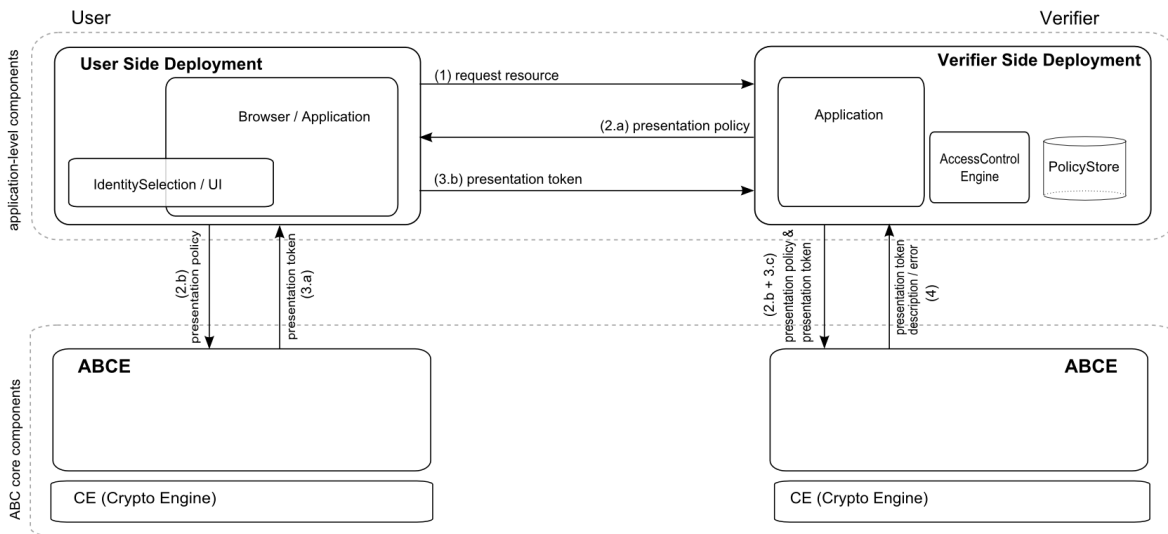 User
Verifier
application-level components
User Side Deployment
Browser / Application
IdentitySelection / UI
(1) request resource
(2.a) presentation policy
(3.b) presentation token
Verifier Side Deployment
Application
AccessControl
Engine
PolicyStore
(2.b)
presentation policy
presentation token
(3.a)
(2.b + 3.c)
presentation policy &
presentation token
presentation token
description / error
(4)
ABC core components
ABCE
CE (Crypto Engine)
ABCE
CE (Crypto Engine)